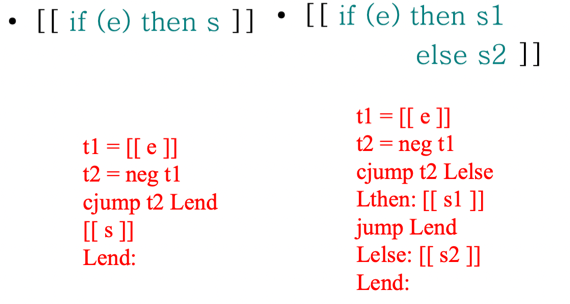 • [[ if (e) then s ]]
t1 = [[ e ]]
t2 = neg t1
cjump t2 Lend
[[ s ]]
Lend:
• [[ if (e) then s1
else s2 ]]
t1 = [[ e ]]
t2 = neg t1
cjump t2 Lelse
Lthen: [[ s1 ]]
jump Lend
Lelse: [[ s2 ]]
Lend: